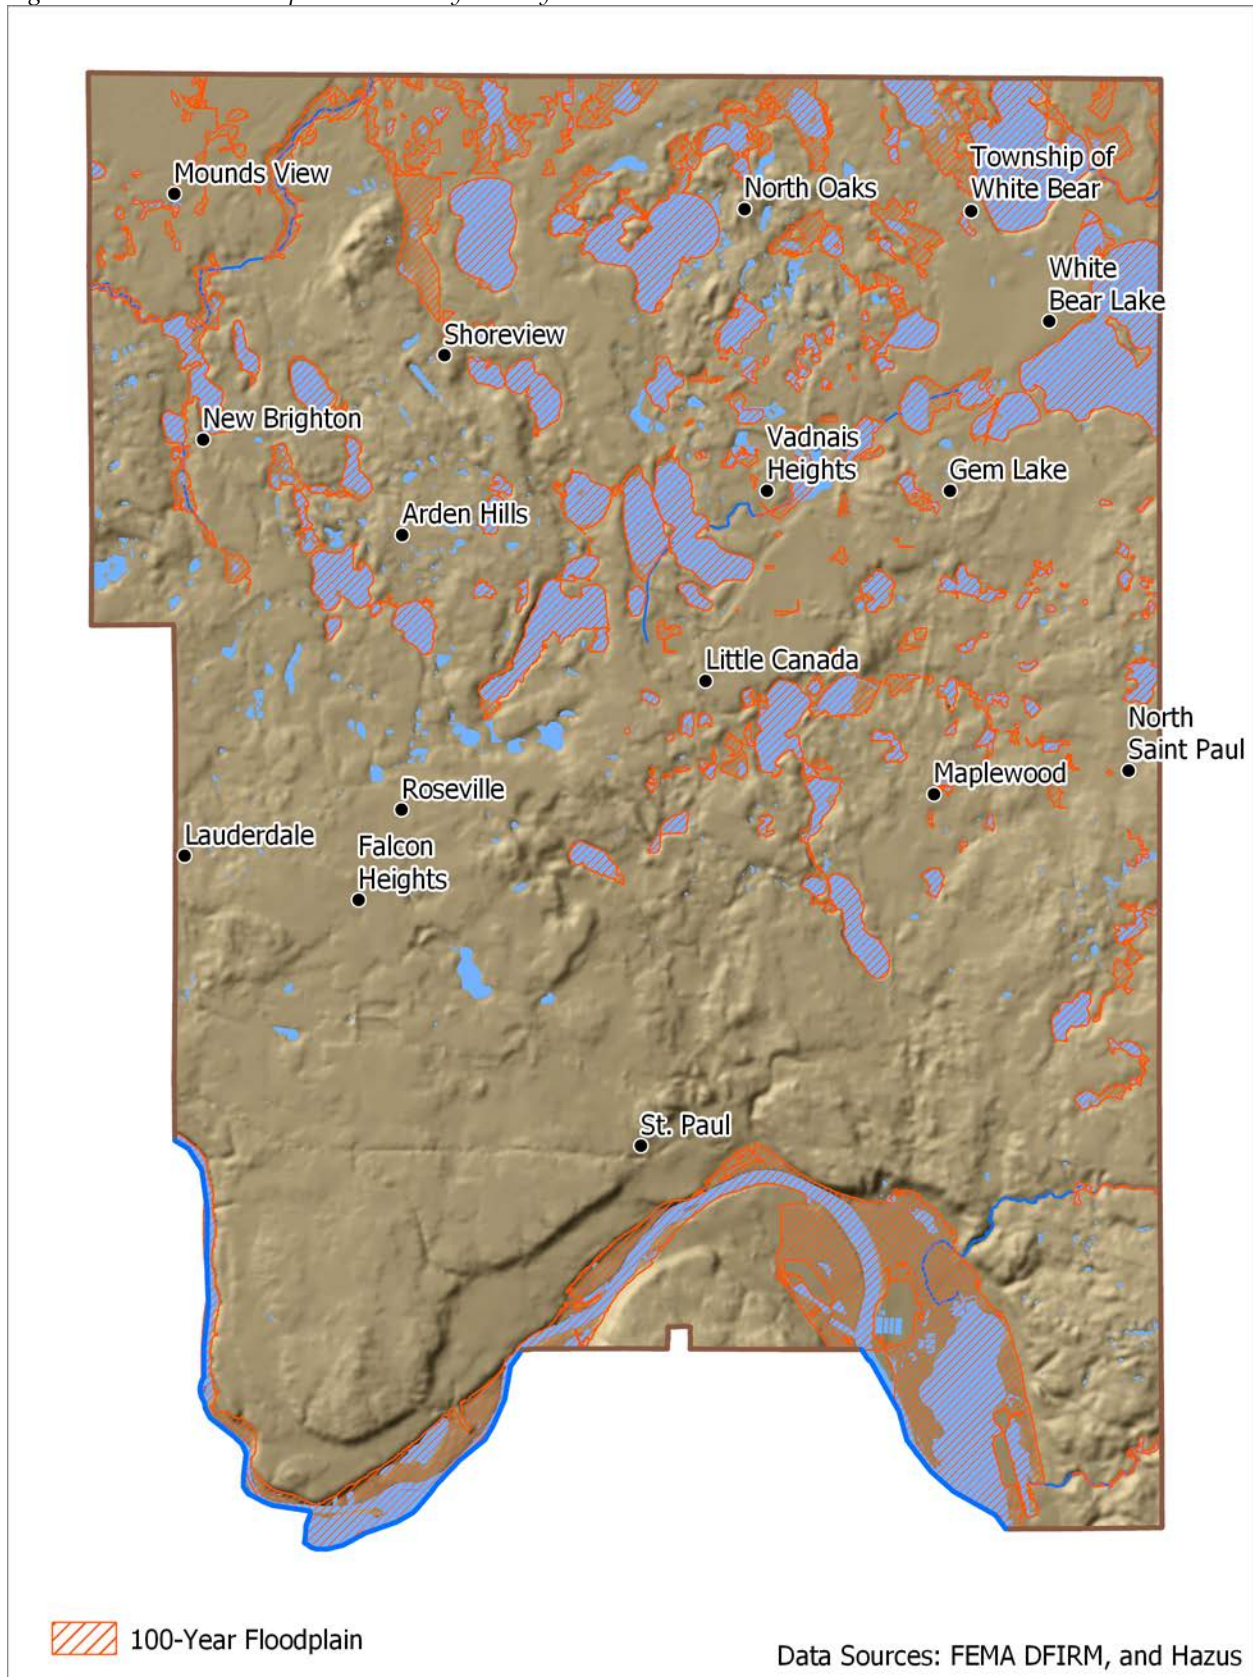 Mounds View
Township of
White Bear
North Oaks
White
Bear Lake
Shoreview
New Brighton
Vadnais
Heights
Gem Lake
Arden Hills
Little Canada
North
Saint Paul
Maplewood
Roseville
Lauderdale
Falcon
Heights
St. Paul
100-Year Floodplain
Data Sources: FEMA DFIRM, and Hazus